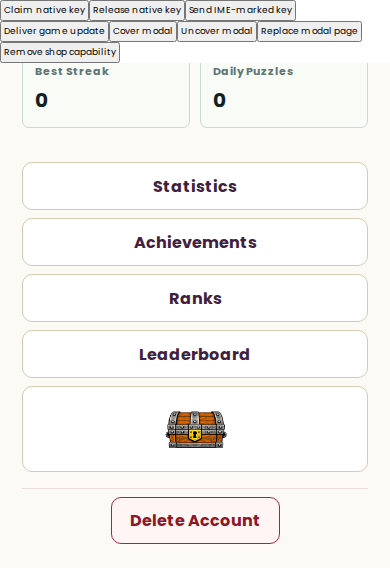 Claim native key Release native key Send IME-marked key
Deliver game update Cover modal Uncover modal Replace modal page
Remove shop capability
Best Streak Daily Puzzles
0 0
Statistics
Achievements
Ranks
Leaderboard
Delete Account